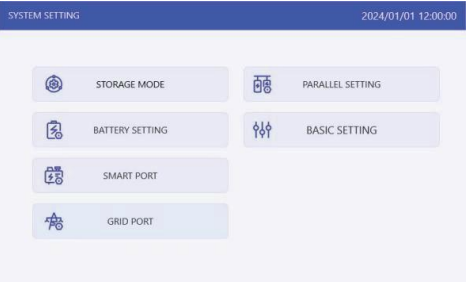 SYSTEM SETTING 2024/01/01 12:00:00
STORAGE MODE
PARALLEL SETTING
BATTERY SETTING
BASIC SETTING
SMART PORT
GRID PORT